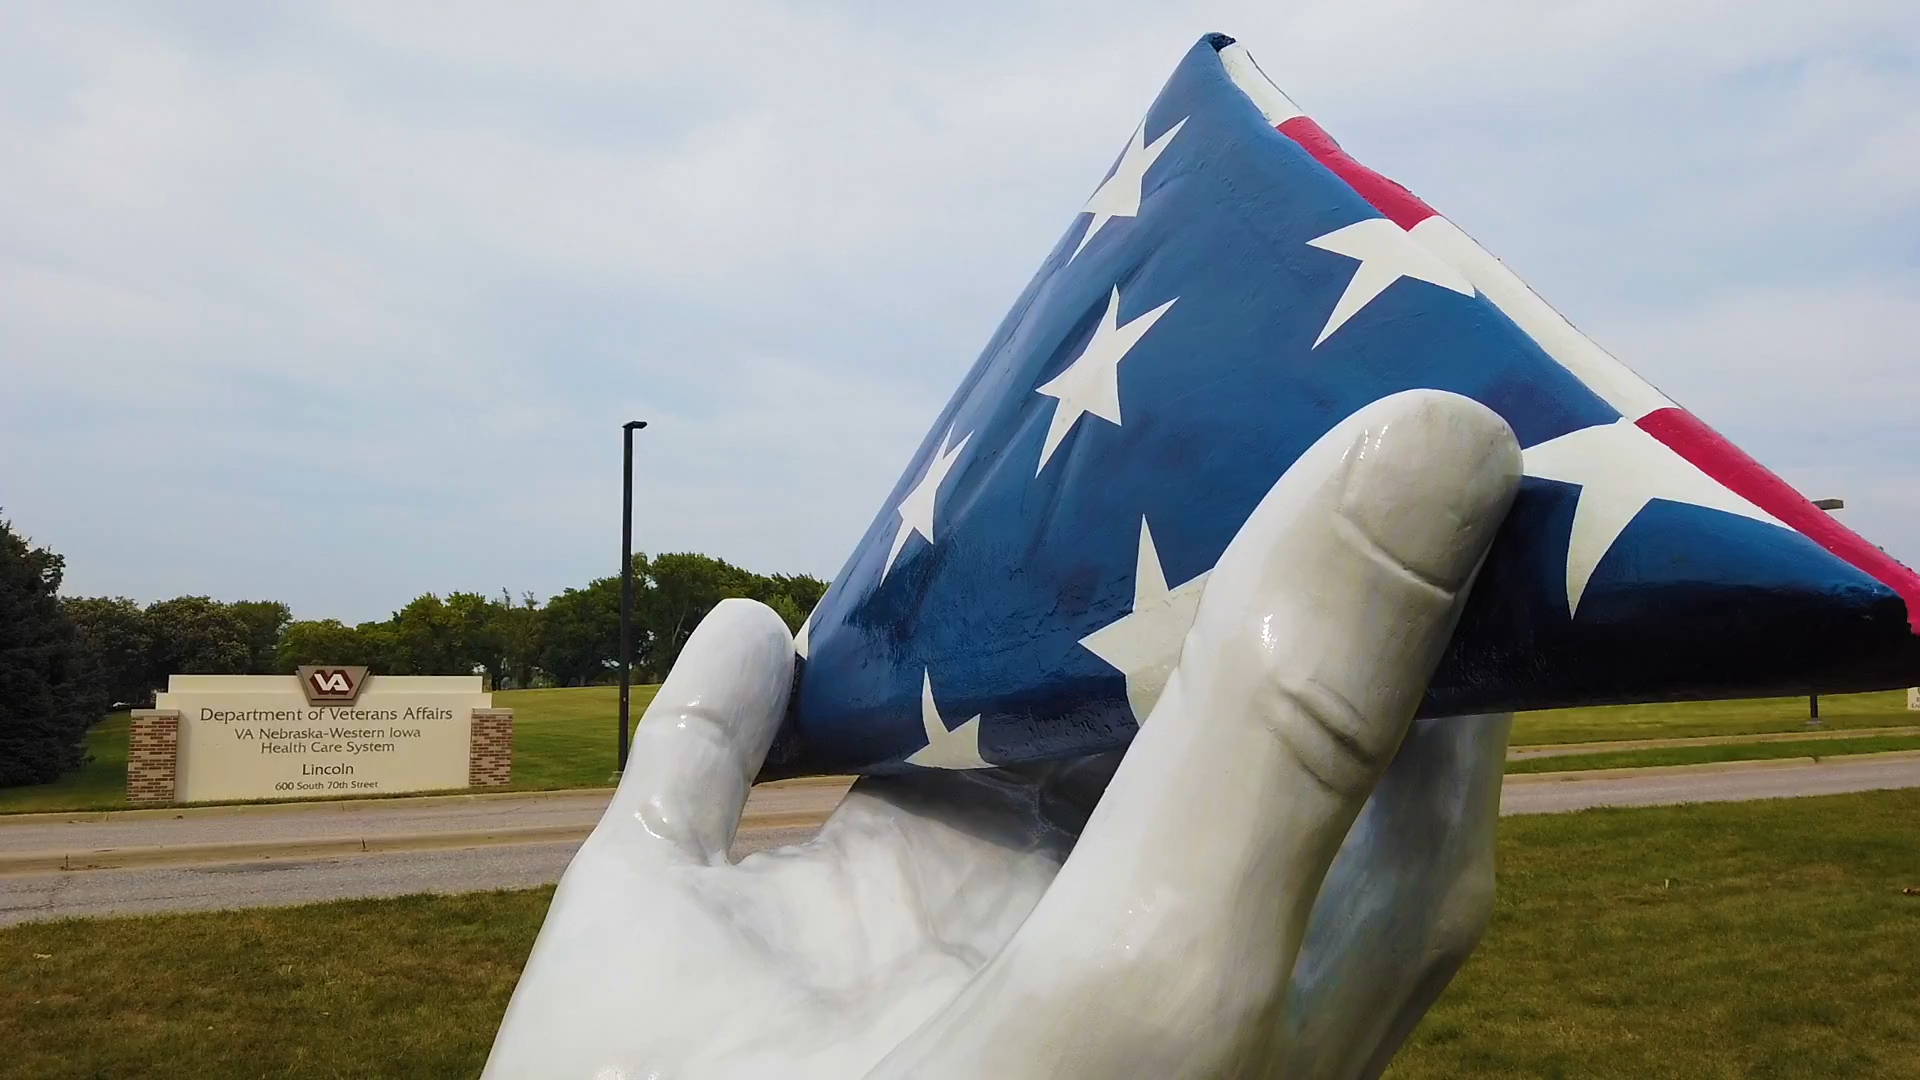 VA
Department of Veterans Affairs
VA Nebraska-Western Iowa
Health Care System
Lincoln
600 South 70th Street